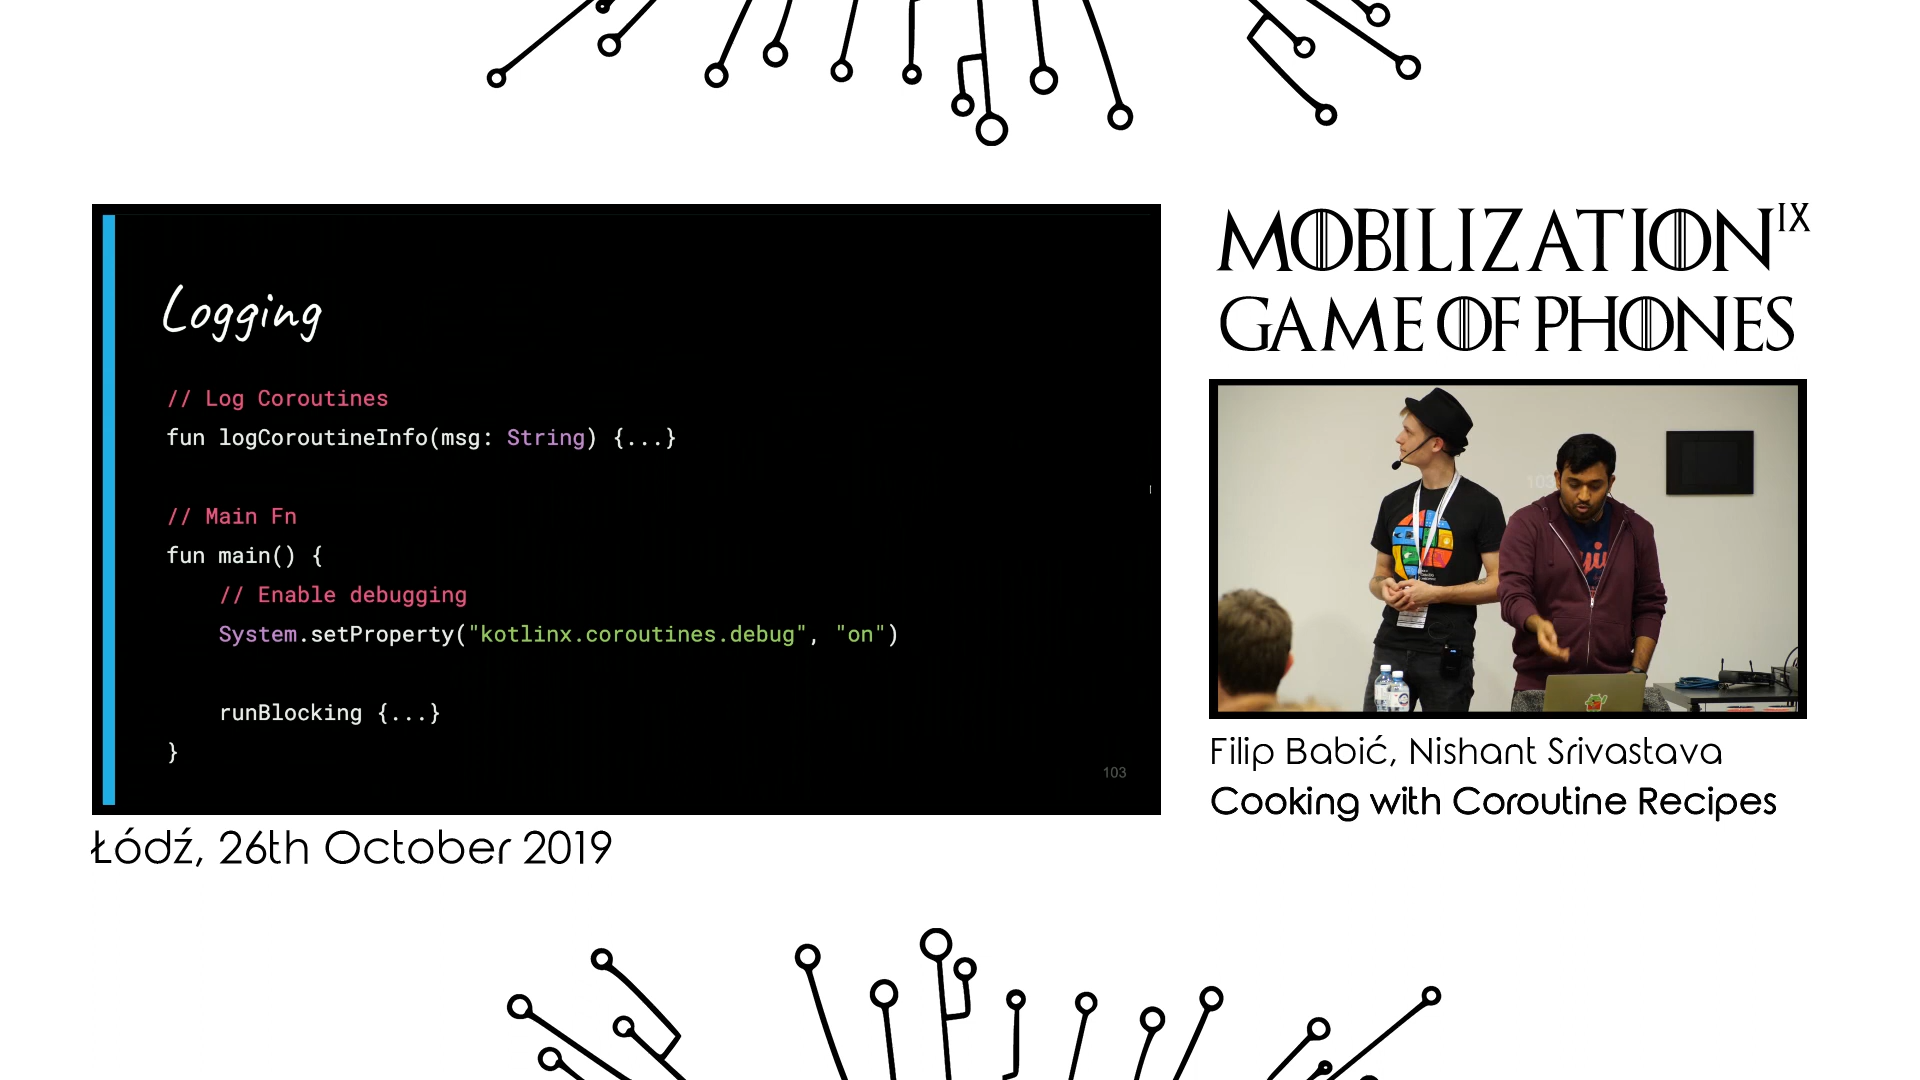 MOBILIZATION IX
GAME OF PHONES
Logging
// Log Coroutines
fun logCoroutineInfo(msg: String) {...}
// Main Fn
fun main() {
// Enable debugging
System.setProperty("kotlinx.coroutines.debug", "on")
runBlocking {...}
}
103
103
Filip Babić, Nishant Srivastava
Cooking with Coroutine Recipes
Łódź, 26th October 2019